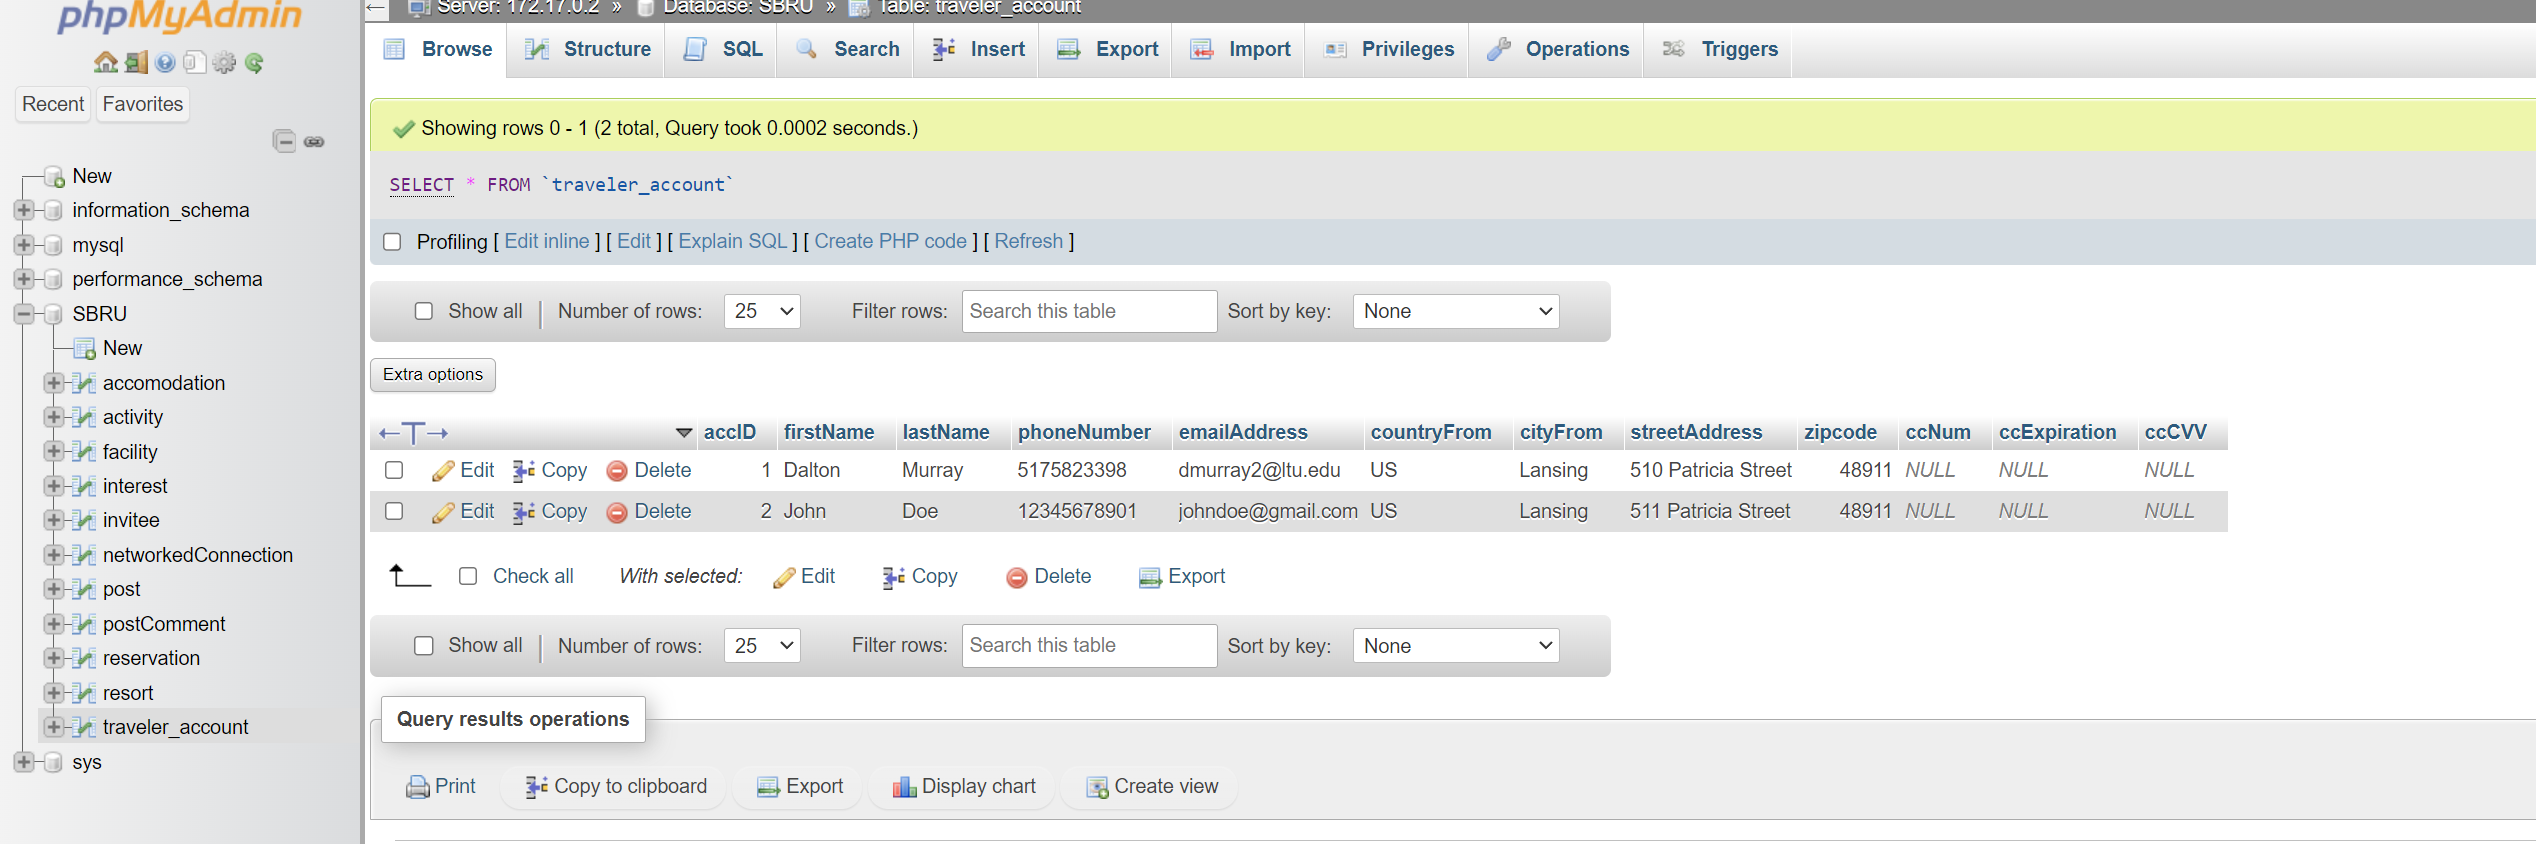 phpMyAdmin
Recent Favorites
New
information_schema
mysql
performance_schema
SBRU
New
accomodation
activity
facility
interest
invitee
networkedConnection
post
postComment
reservation
resort
traveler_account
sys
Server: 172.17.0.2 » Database: SBRU » Table: traveler_account
Browse Structure SQL Search Insert Export Import Privileges Operations Triggers
Showing rows 0 - 1 (2 total, Query took 0.0002 seconds.)
SELECT * FROM `traveler_account`
Profiling [ Edit inline ] [ Edit ] [ Explain SQL ] [ Create PHP code ] [ Refresh ]
Show all Number of rows: 25 Filter rows: Search this table Sort by key: None
Extra options
accID firstName lastName phoneNumber emailAddress countryFrom cityFrom streetAddress zipcode ccNum ccExpiration ccCVV
Edit Copy Delete 1 Dalton Murray 5175823398 dmurray2@ltu.edu US Lansing 510 Patricia Street 48911 NULL NULL NULL
Edit Copy Delete 2 John Doe 12345678901 johndoe@gmail.com US Lansing 511 Patricia Street 48911 NULL NULL NULL
Check all With selected: Edit Copy Delete Export
Show all Number of rows: 25 Filter rows: Search this table Sort by key: None
Query results operations
Print Copy to clipboard Export Display chart Create view